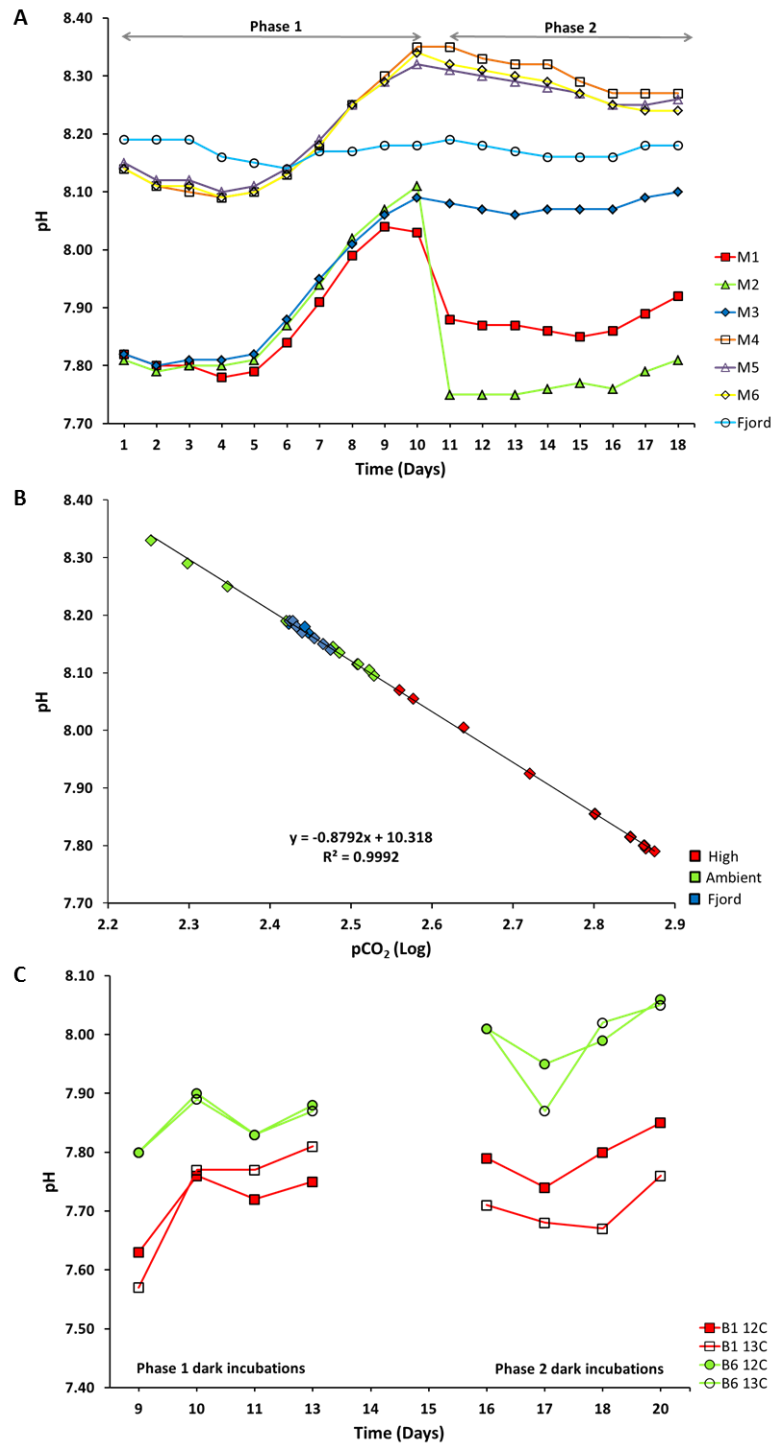 A
Phase 1
Phase 2
8.40
8.30
8.20
8.10
8.00
7.90
7.80
7.70
pH
1 2 3 4 5 6 7 8 9 10 11 12 13 14 15 16 17 18
Time (Days)
M1
M2
M3
M4
M5
M6
Fjord
B
8.40
8.30
8.20
8.10
8.00
7.90
7.80
7.70
pH
y = -0.8792x + 10.318
R² = 0.9992
2.2 2.3 2.4 2.5 2.6 2.7 2.8 2.9
pCO₂ (Log)
High
Ambient
Fjord
C
8.10
8.00
7.90
7.80
7.70
7.60
7.50
7.40
pH
Phase 1 dark incubations
Phase 2 dark incubations
9 10 11 13 14 15 16 17 18 20
Time (Days)
B1 12C
B1 13C
B6 12C
B6 13C